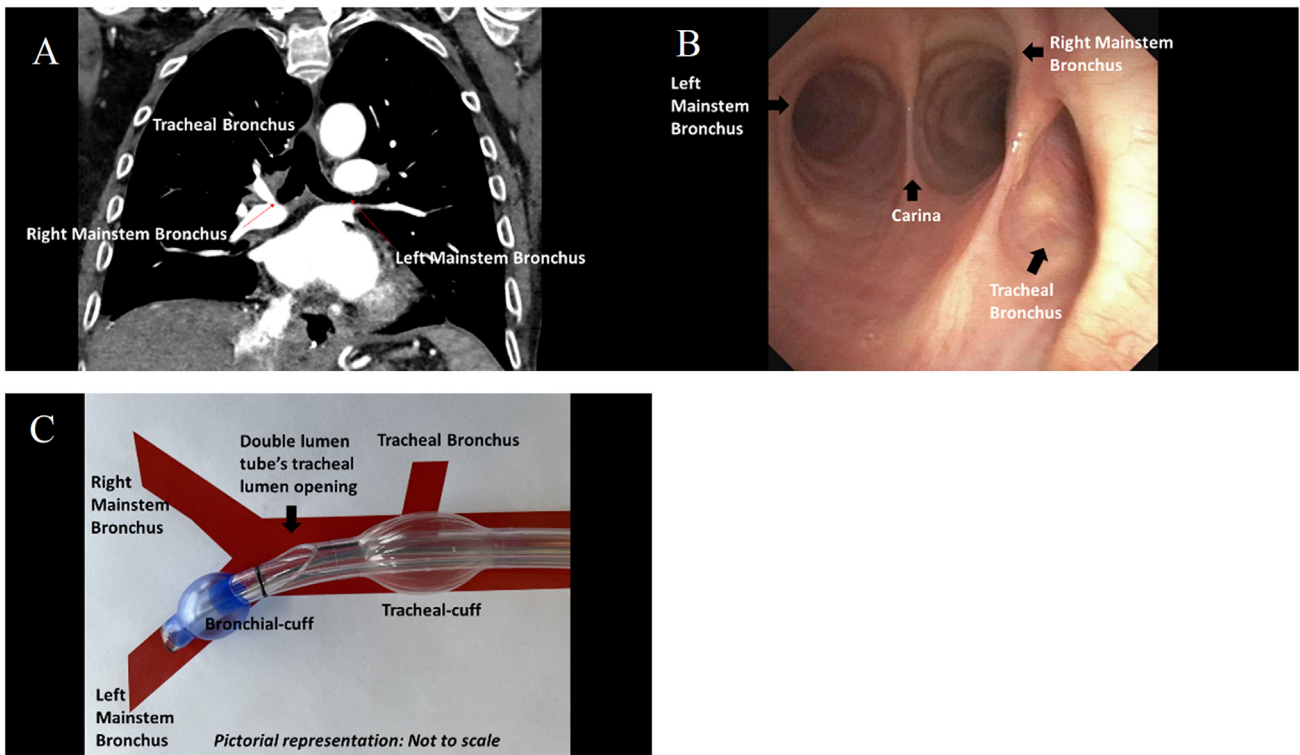 A
Tracheal Bronchus
Right Mainstem Bronchus
Left Mainstem Bronchus
B
Left
Mainstem
Bronchus
Right Mainstem
Bronchus
Carina
Tracheal
Bronchus
C
Double lumen
tube's tracheal
lumen opening
Tracheal Bronchus
Right
Mainstem
Bronchus
Bronchial-cuff
Tracheal-cuff
Left
Mainstem
Bronchus
Pictorial representation: Not to scale